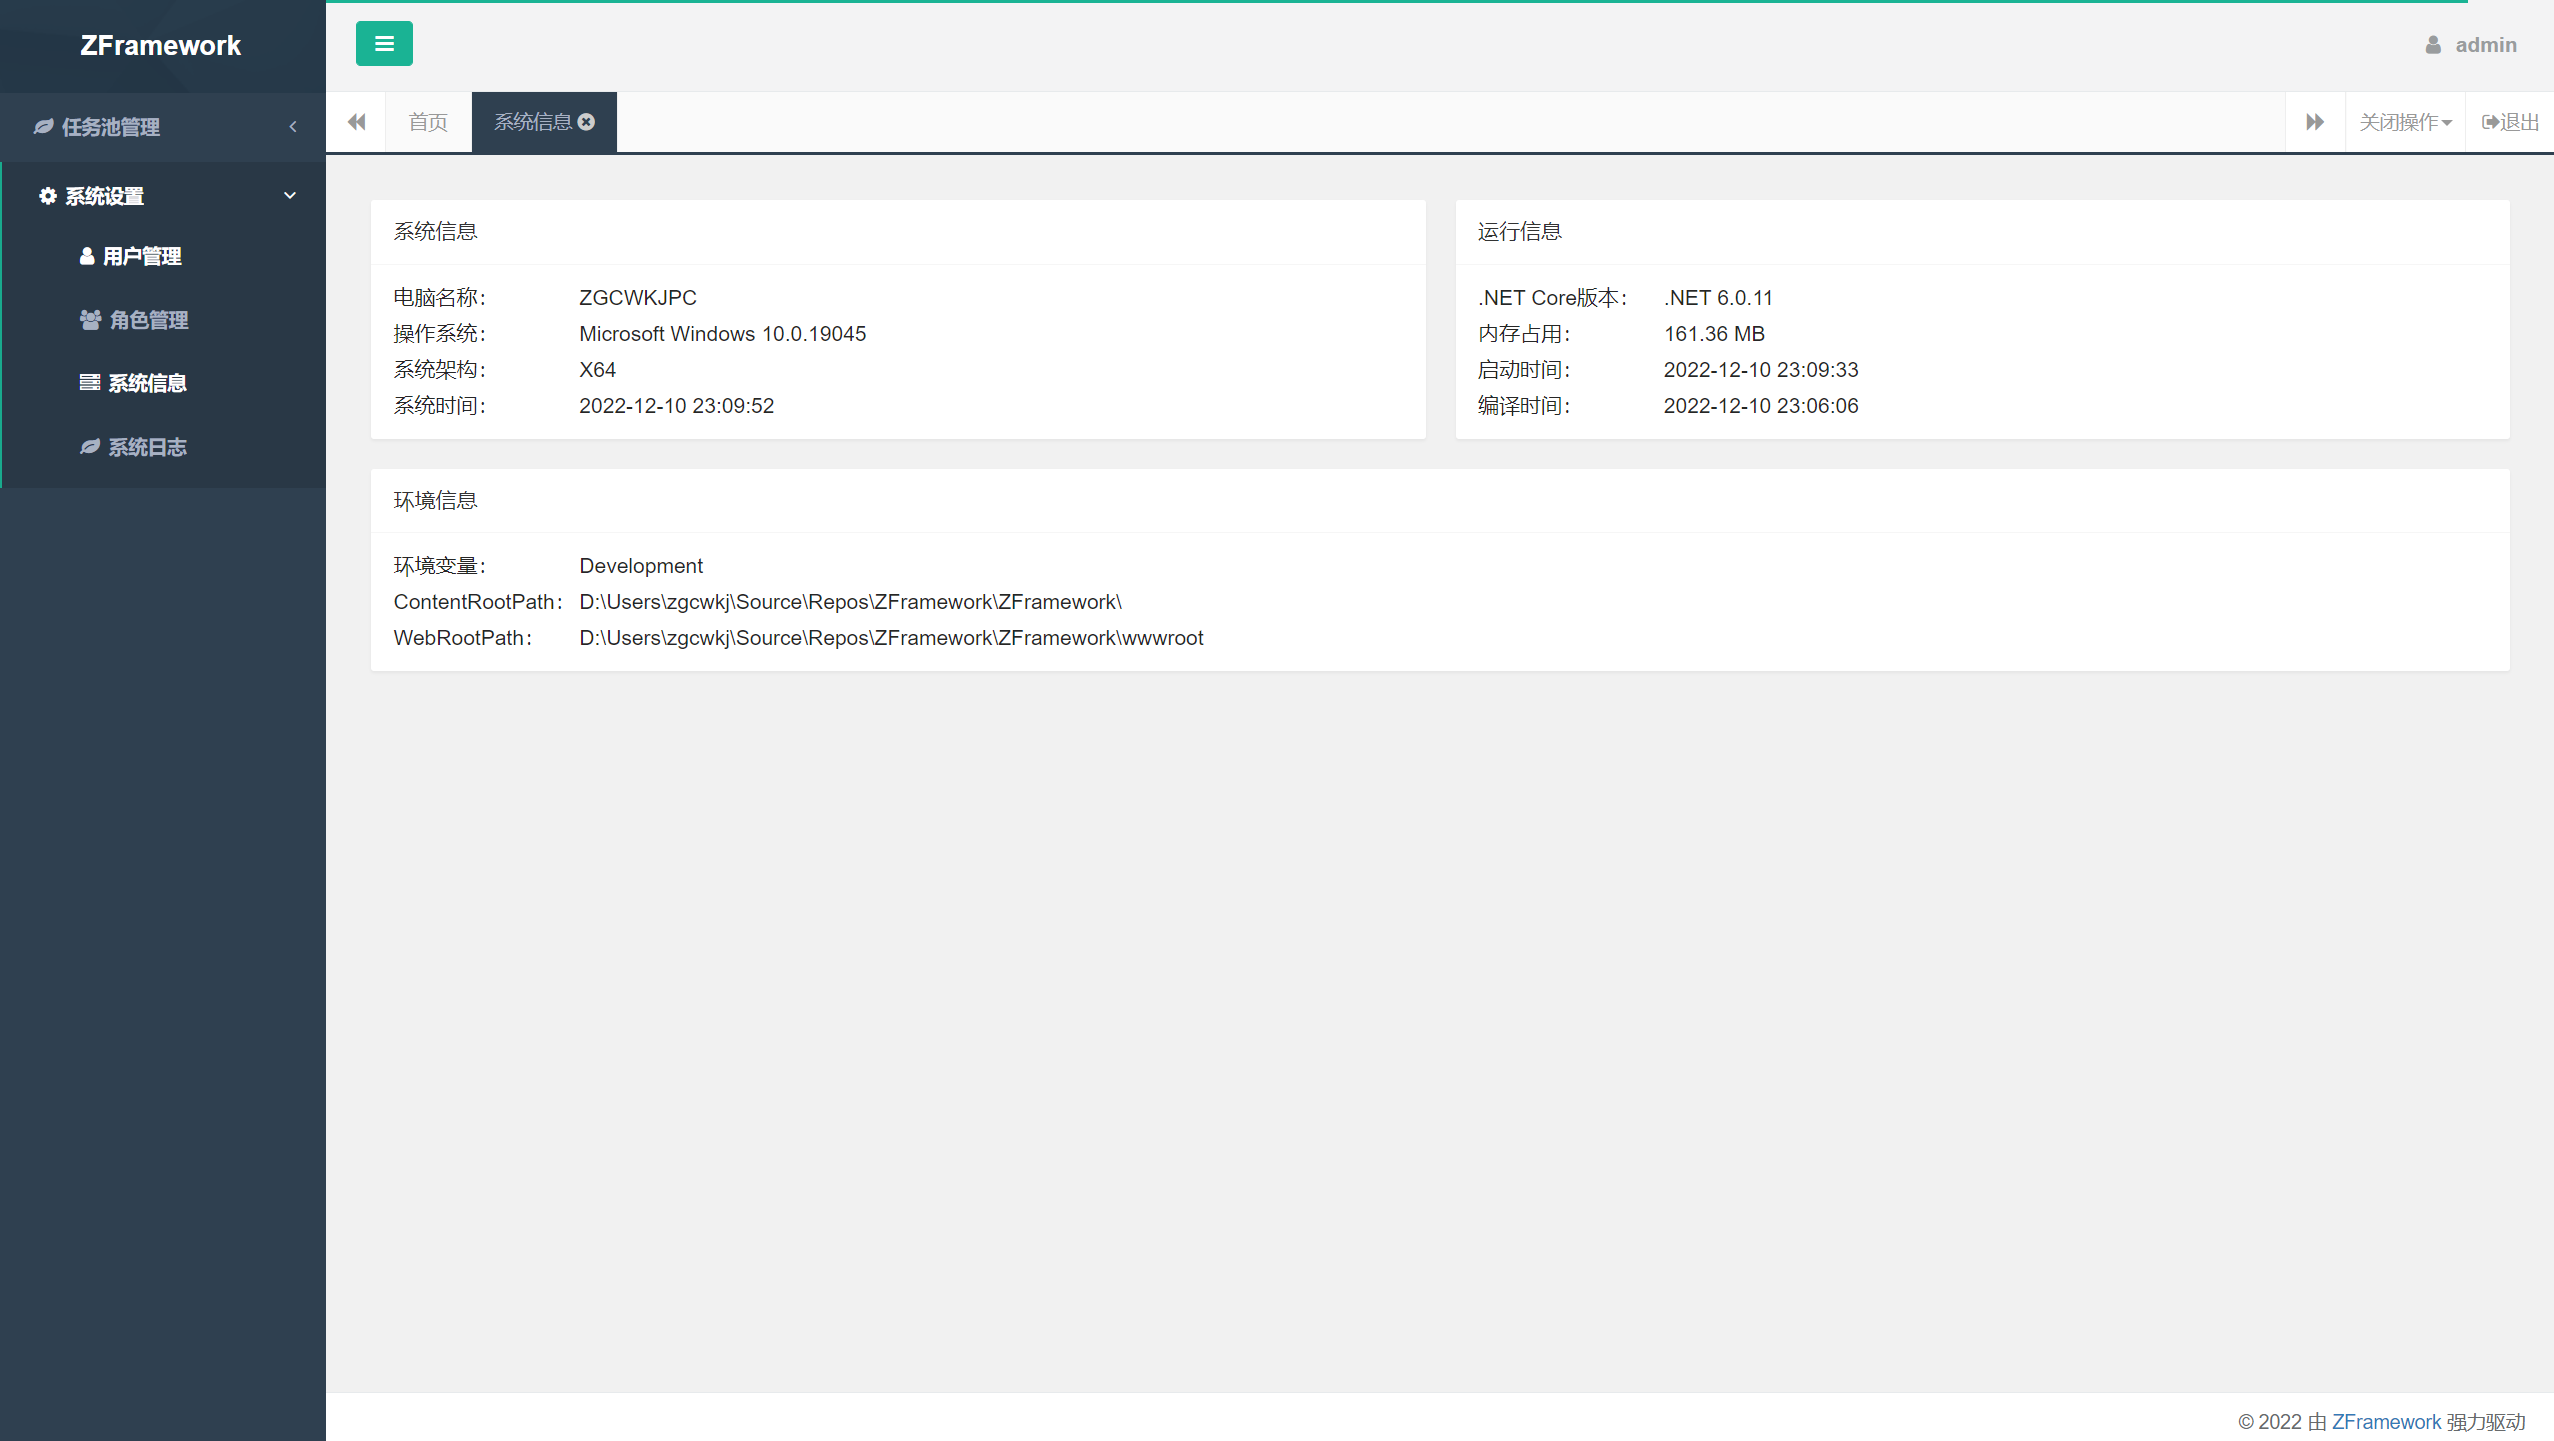 ZFramework
admin
任务池管理
系统设置
用户管理
角色管理
系统信息
系统日志
首页
系统信息
关闭操作
退出
系统信息
电脑名称： ZGCWKJPC
操作系统： Microsoft Windows 10.0.19045
系统架构： X64
系统时间： 2022-12-10 23:09:52
运行信息
.NET Core版本： .NET 6.0.11
内存占用： 161.36 MB
启动时间： 2022-12-10 23:09:33
编译时间： 2022-12-10 23:06:06
环境信息
环境变量： Development
ContentRootPath： D:\Users\zgcwkj\Source\Repos\ZFramework\ZFramework\
WebRootPath： D:\Users\zgcwkj\Source\Repos\ZFramework\ZFramework\wwwroot
© 2022 由 ZFramework 强力驱动